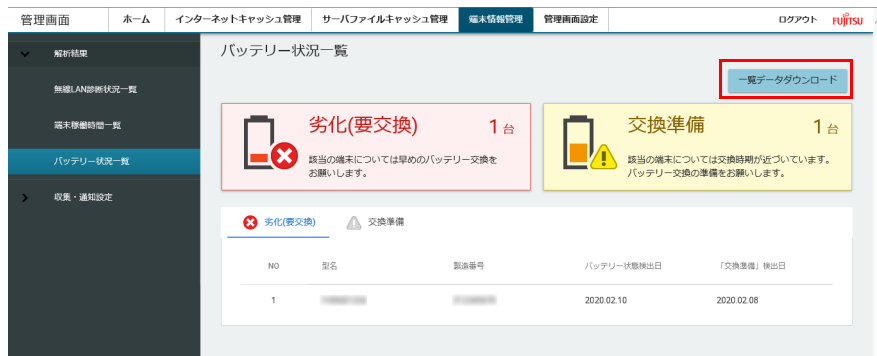 管理画面 ホーム インターネットキャッシュ管理 サーバファイルキャッシュ管理 端末情報管理 管理画面設定 ログアウト FUJITSU
解析結果
無線LAN診断状況一覧
端末稼働時間一覧
バッテリー状況一覧
収集・通知設定
バッテリー状況一覧
一覧データダウンロード
劣化(要交換) 1 台
該当の端末については早めのバッテリー交換を
お願いします。
交換準備 1 台
該当の端末については交換時期が近づいています。
バッテリー交換の準備をお願いします。
劣化(要交換) 交換準備
NO 型名 製造番号 バッテリー状態検出日 「交換準備」検出日
1 2020.02.10 2020.02.08